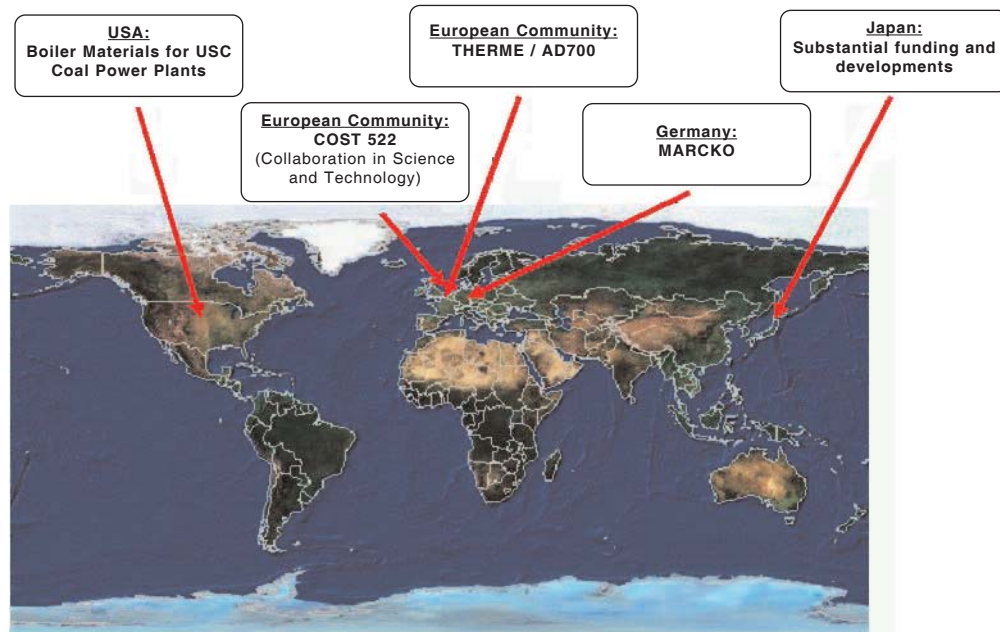 USA:
Boiler Materials for USC
Coal Power Plants
European Community:
THERME / AD700
Japan:
Substantial funding and
developments
European Community:
COST 522
(Collaboration in Science
and Technology)
Germany:
MARCKO